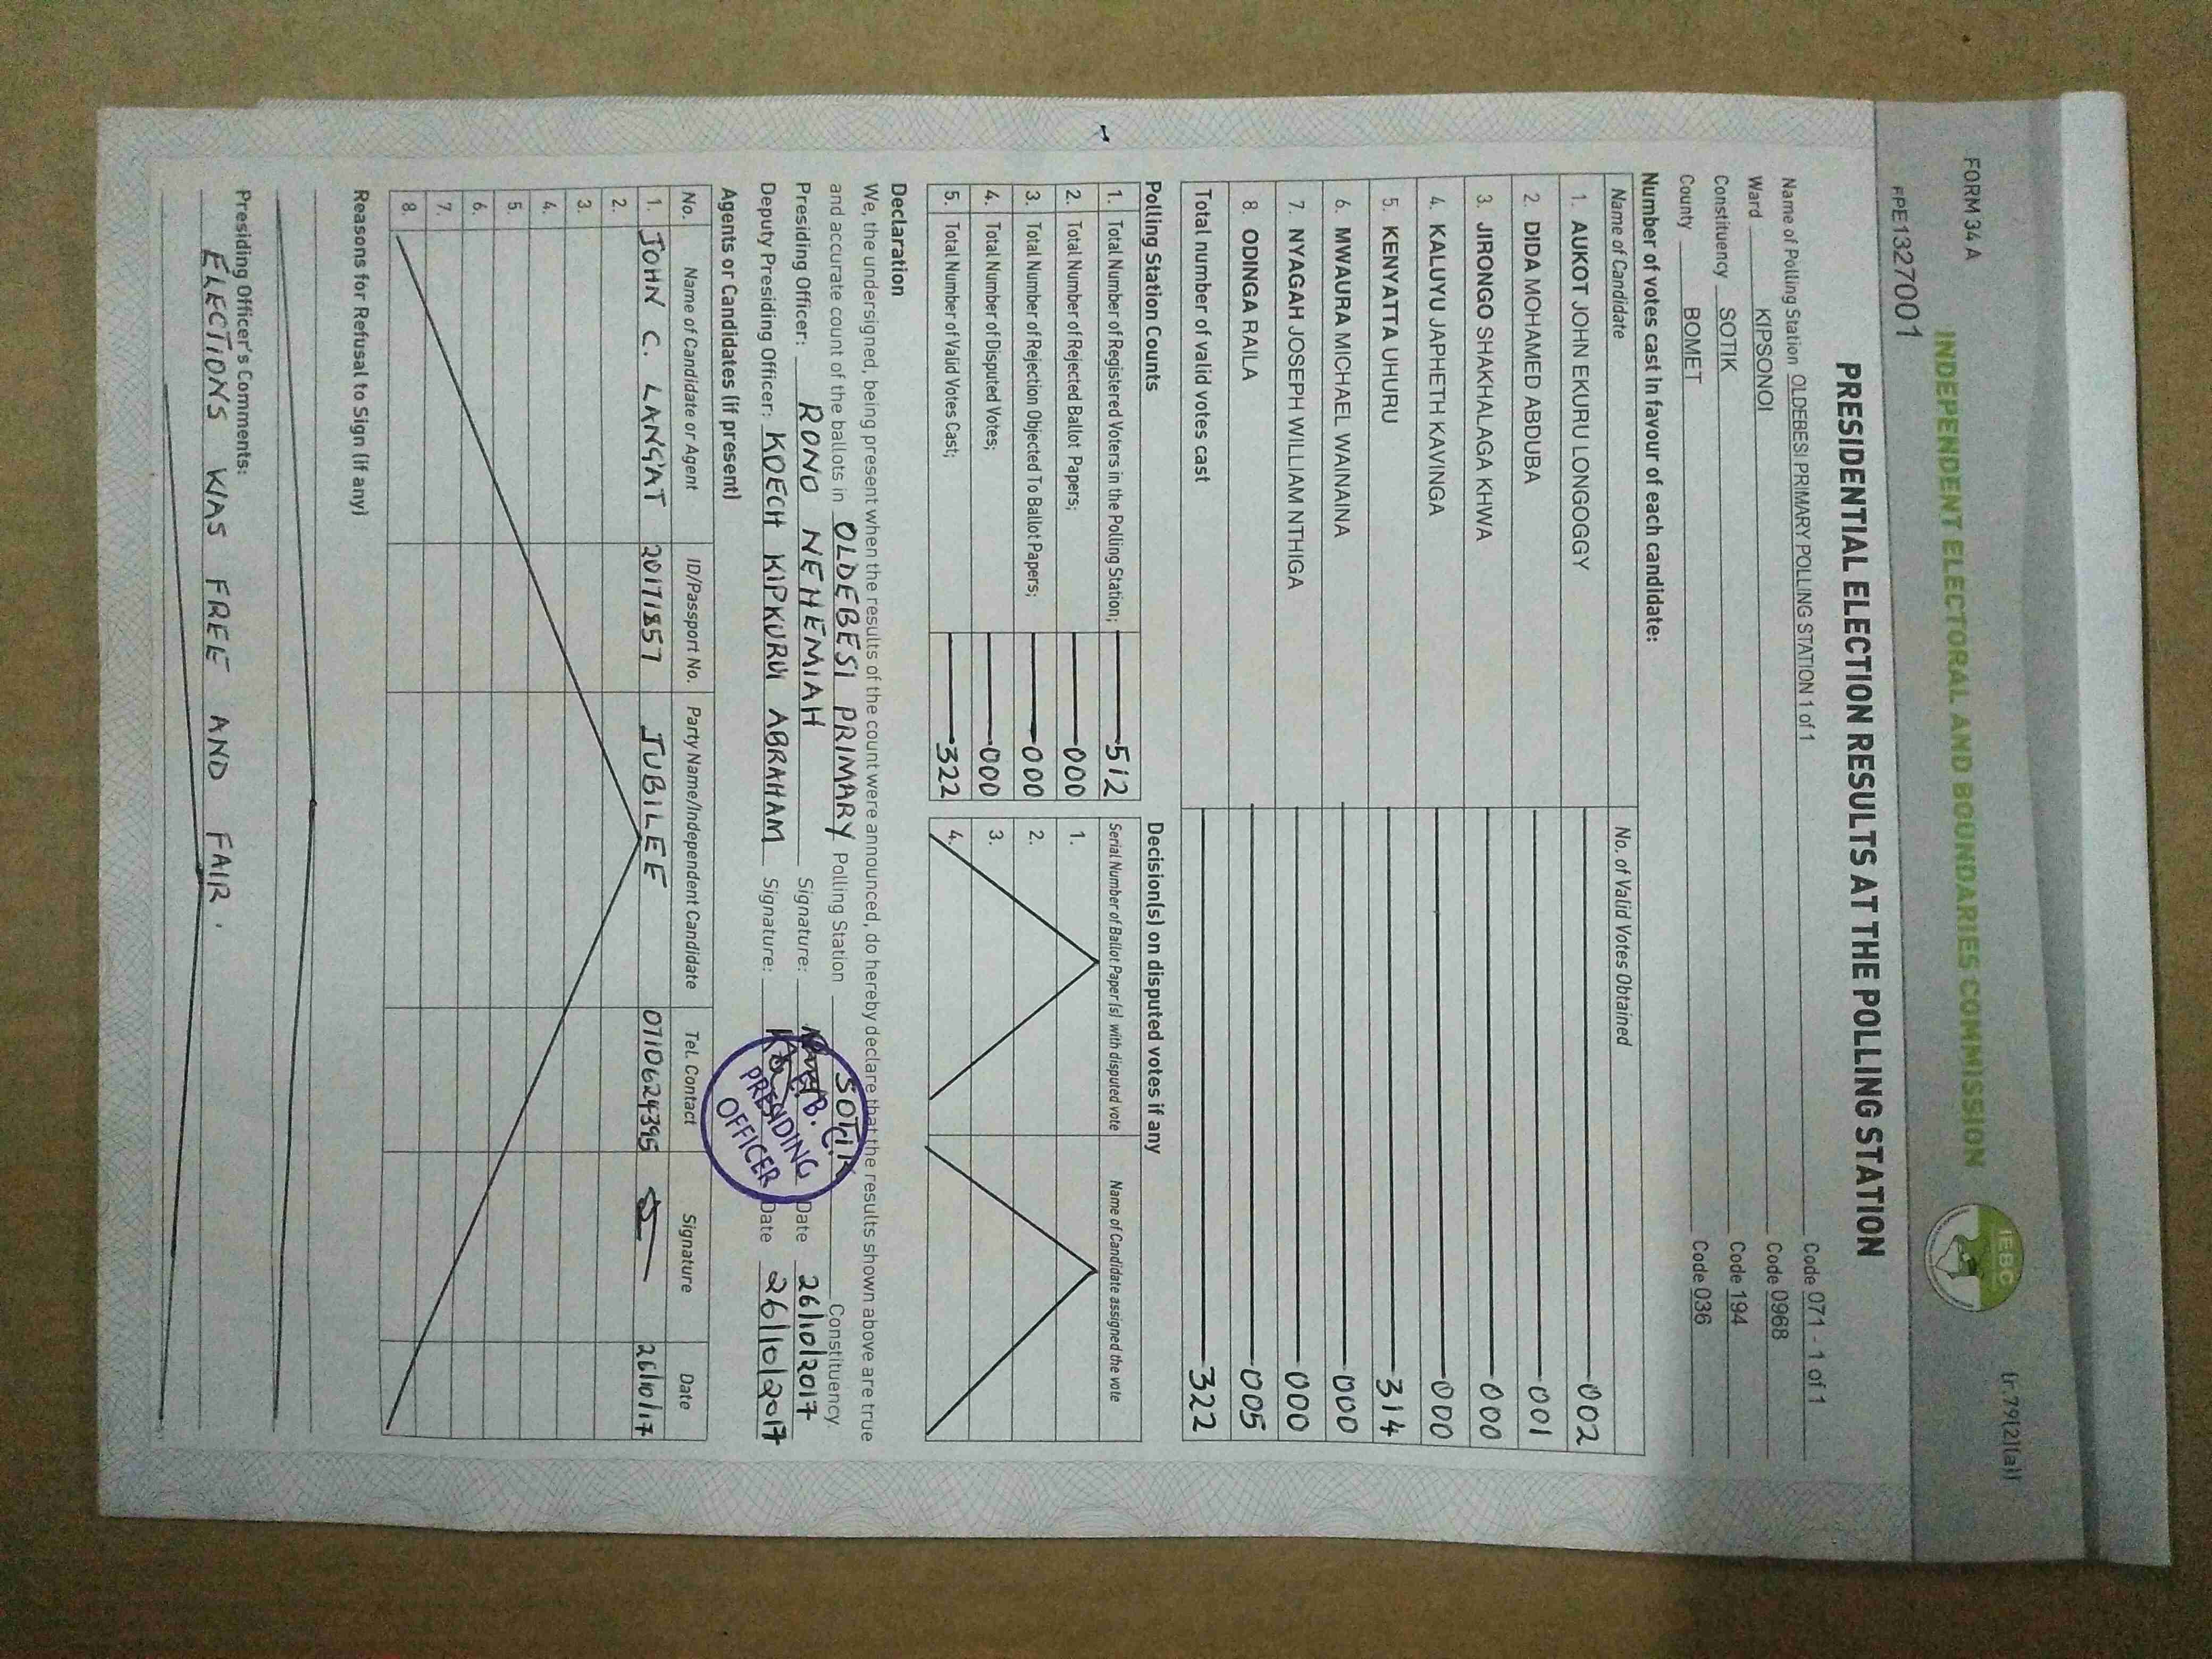 FORM 34 A
(r.79(2)(a))
INDEPENDENT ELECTORAL AND BOUNDARIES COMMISSION
IEBC
PRE1327001
PRESIDENTIAL ELECTION RESULTS AT THE POLLING STATION
Name of Polling Station OLDEBESI PRIMARY POLLING STATION 1 of 1 Code 071 - 1 of 1
Ward KIPSONOI Code 0968
Constituency SOTIK Code 194
County BOMET Code 036
Number of votes cast in favour of each candidate:
Name of Candidate No. of Valid Votes Obtained
1. AUKOT JOHN EKURU LONGOGGY 002
2. DIDA MOHAMED ABDUBA 001
3. JIRONGO SHAKHALAGA KHWA 000
4. KALUYU JAPHETH KAVINGA 000
5. KENYATTA UHURU 314
6. MWAURA MICHAEL WAINAINA 000
7. NYAGAH JOSEPH WILLIAM NTHIGA 000
8. ODINGA RAILA 005
Total number of valid votes cast 322
Polling Station Counts
1. Total Number of Registered Voters in the Polling Station; 512
2. Total Number of Rejected Ballot Papers; 000
3. Total Number of Rejection Objected To Ballot Papers; 000
4. Total Number of Disputed Votes; 000
5. Total Number of Valid Votes Cast; 322
Decision(s) on disputed votes if any
Serial Number of Ballot Paper(s) with disputed vote Name of Candidate assigned the vote
1.
2.
3.
4.
Declaration
We, the undersigned, being present when the results of the count were announced, do hereby declare that the results shown above are true
and accurate count of the ballots in OLDEBESI PRIMARY Polling Station SOTIK Constituency.
Presiding Officer: RONO NEHEMIAH Signature: Date 26/10/2017
Deputy Presiding Officer: KOECH KIPKURUI ABRAHAM Signature: Date 26/10/2017
PRESIDING
OFFICER
Agents or Candidates (if present)
No. Name of Candidate or Agent ID/Passport No. Party Name/Independent Candidate Tel. Contact Signature Date
1. JOHN C. LANG'AT 20171857 JUBILEE 0710624395 26/10/17
2.
3.
4.
5.
6.
7.
8.
Reasons for Refusal to Sign (if any)
Presiding Officer's Comments:
ELECTIONS WAS FREE AND FAIR.